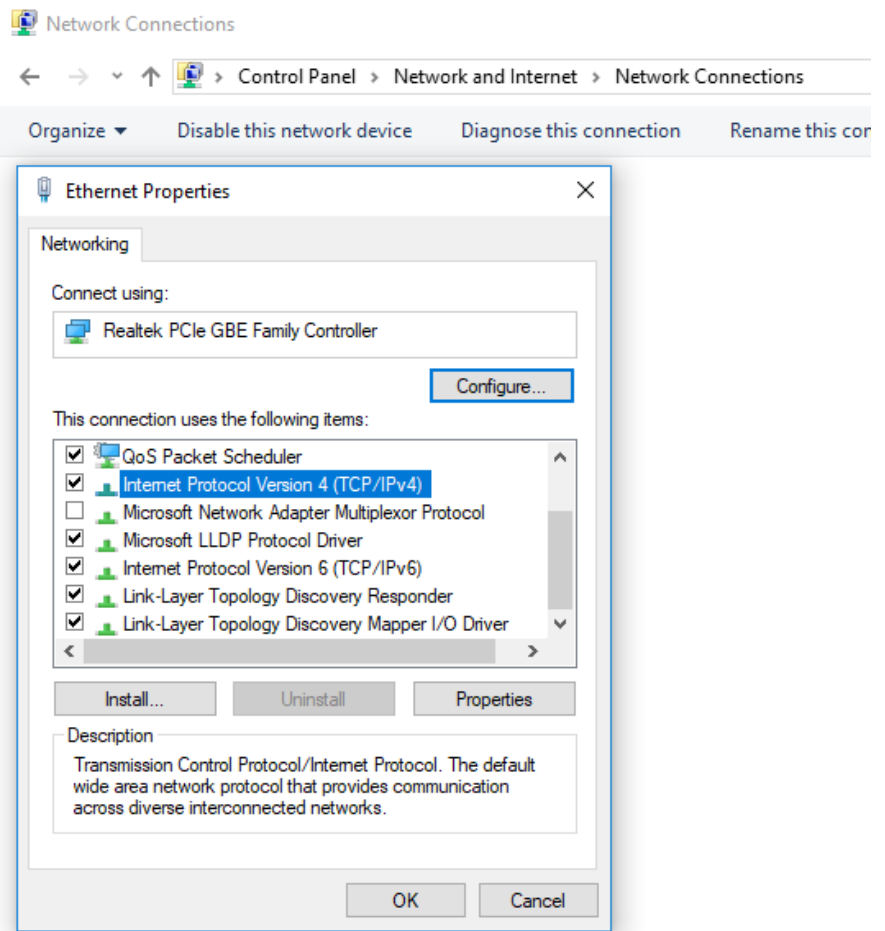 Network Connections
Control Panel > Network and Internet > Network Connections
Organize Disable this network device Diagnose this connection Rename this con
Ethernet Properties
Networking
Connect using:
Realtek PCIe GBE Family Controller
Configure...
This connection uses the following items:
QoS Packet Scheduler
Internet Protocol Version 4 (TCP/IPv4)
Microsoft Network Adapter Multiplexor Protocol
Microsoft LLDP Protocol Driver
Internet Protocol Version 6 (TCP/IPv6)
Link-Layer Topology Discovery Responder
Link-Layer Topology Discovery Mapper I/O Driver
Install... Uninstall Properties
Description
Transmission Control Protocol/Internet Protocol. The default
wide area network protocol that provides communication
across diverse interconnected networks.
OK Cancel